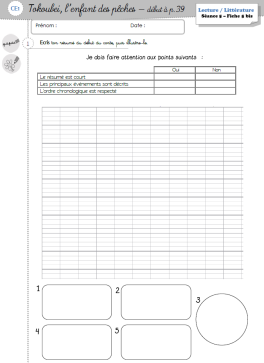 CE1 Tokoubei, l'enfant des pêches – début à p. 39
Lecture / Littérature
Séance 2 – Fiche 2 bis
Prénom : Date :
1 Ecris ton résumé du début du conte, puis illustre-le.
Je dois faire attention aux points suivants :
Oui Non
Le résumé est court
Les principaux évènements sont décrits
L'ordre chronologique est respecté
1 2 3
4 5